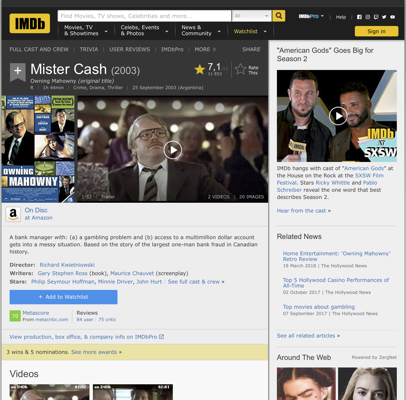 IMDb
Find Movies, TV shows, Celebrities and more...
All
Movies, TV & Showtimes
Celebs, Events & Photos
News & Community
Watchlist
IMDbPro
Help
Sign in
FULL CAST AND CREW | TRIVIA | USER REVIEWS | IMDbPro | MORE
SHARE
+ Mister Cash (2003)
Owning Mahowny (original title)
R | 1h 44min | Crime, Drama, Thriller | 25 September 2003 (Argentina)
7,1
Rate This
OWNING MAHOWNY
1:52 | Trailer
2 VIDEOS | 20 IMAGES
On Disc
at Amazon
A bank manager with: (a) a gambling problem and (b) access to a multimillion dollar account
gets into a messy situation. Based on the story of the largest one-man bank fraud in Canadian
history.
Director: Richard Kwietniowski
Writers: Gary Stephen Ross (book), Maurice Chauvet (screenplay)
Stars: Philip Seymour Hoffman, Minnie Driver, John Hurt | See full cast & crew »
+ Add to Watchlist
70
Metascore
From metacritic.com
Reviews
84 user | 75 critic
View production, box office, & company info on IMDbPro
3 wins & 5 nominations. See more awards »
Videos
"American Gods" Goes Big for
Season 2
IMDb
at
SXSW
IMDb hangs with cast of "American Gods" at
the House on the Rock at the SXSW Film
Festival. Stars Ricky Whittle and Pablo
Schreiber reveal the one word that best
describes Season 2.
Hear from the cast »
Related News
Home Entertainment: 'Owning Mahowny'
Retro Review
19 March 2018 | The Hollywood News
Top 5 Hollywood Casino Performances of
All-Time
02 October 2017 | The Hollywood News
Top movies about gambling
07 September 2017 | The Hollywood News
See all related articles »
Around The Web
Powered by ZergNet